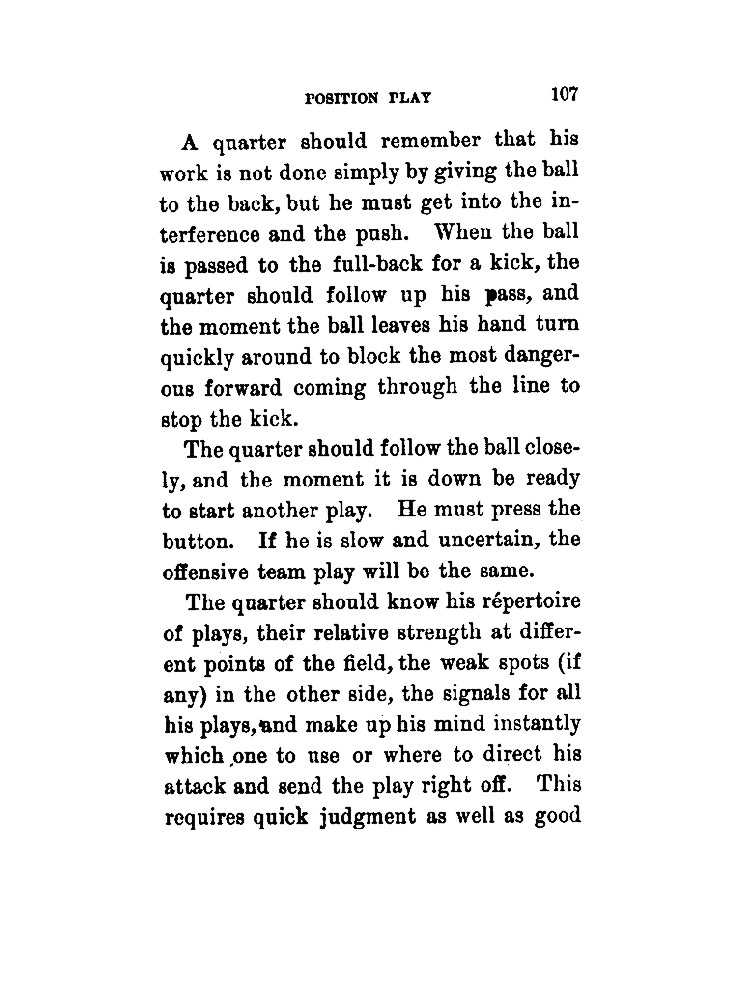 POSITION PLAY 107
A quarter should remember that his
work is not done simply by giving the ball
to the back, but he must get into the in-
terference and the push. When the ball
is passed to the full-back for a kick, the
quarter should follow up his pass, and
the moment the ball leaves his hand turn
quickly around to block the most danger-
ous forward coming through the line to
stop the kick.
The quarter should follow the ball close-
ly, and the moment it is down be ready
to start another play. He must press the
button. If he is slow and uncertain, the
offensive team play will be the same.
The quarter should know his répertoire
of plays, their relative strength at differ-
ent points of the field, the weak spots (if
any) in the other side, the signals for all
his plays, and make up his mind instantly
which one to use or where to direct his
attack and send the play right off. This
requires quick judgment as well as good